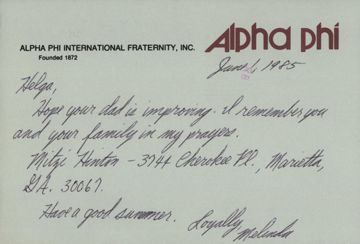 ALPHA PHI INTERNATIONAL FRATERNITY, INC.
Founded 1872
Alpha phi
June 1, 1985
Helga,
Hope your dad is improving. I remember you
and your family in my prayers.
Mitzi Hinton - 3744 Cherokee Pl., Marietta,
GA. 30067.
Have a good summer.
Loyally
Melinda